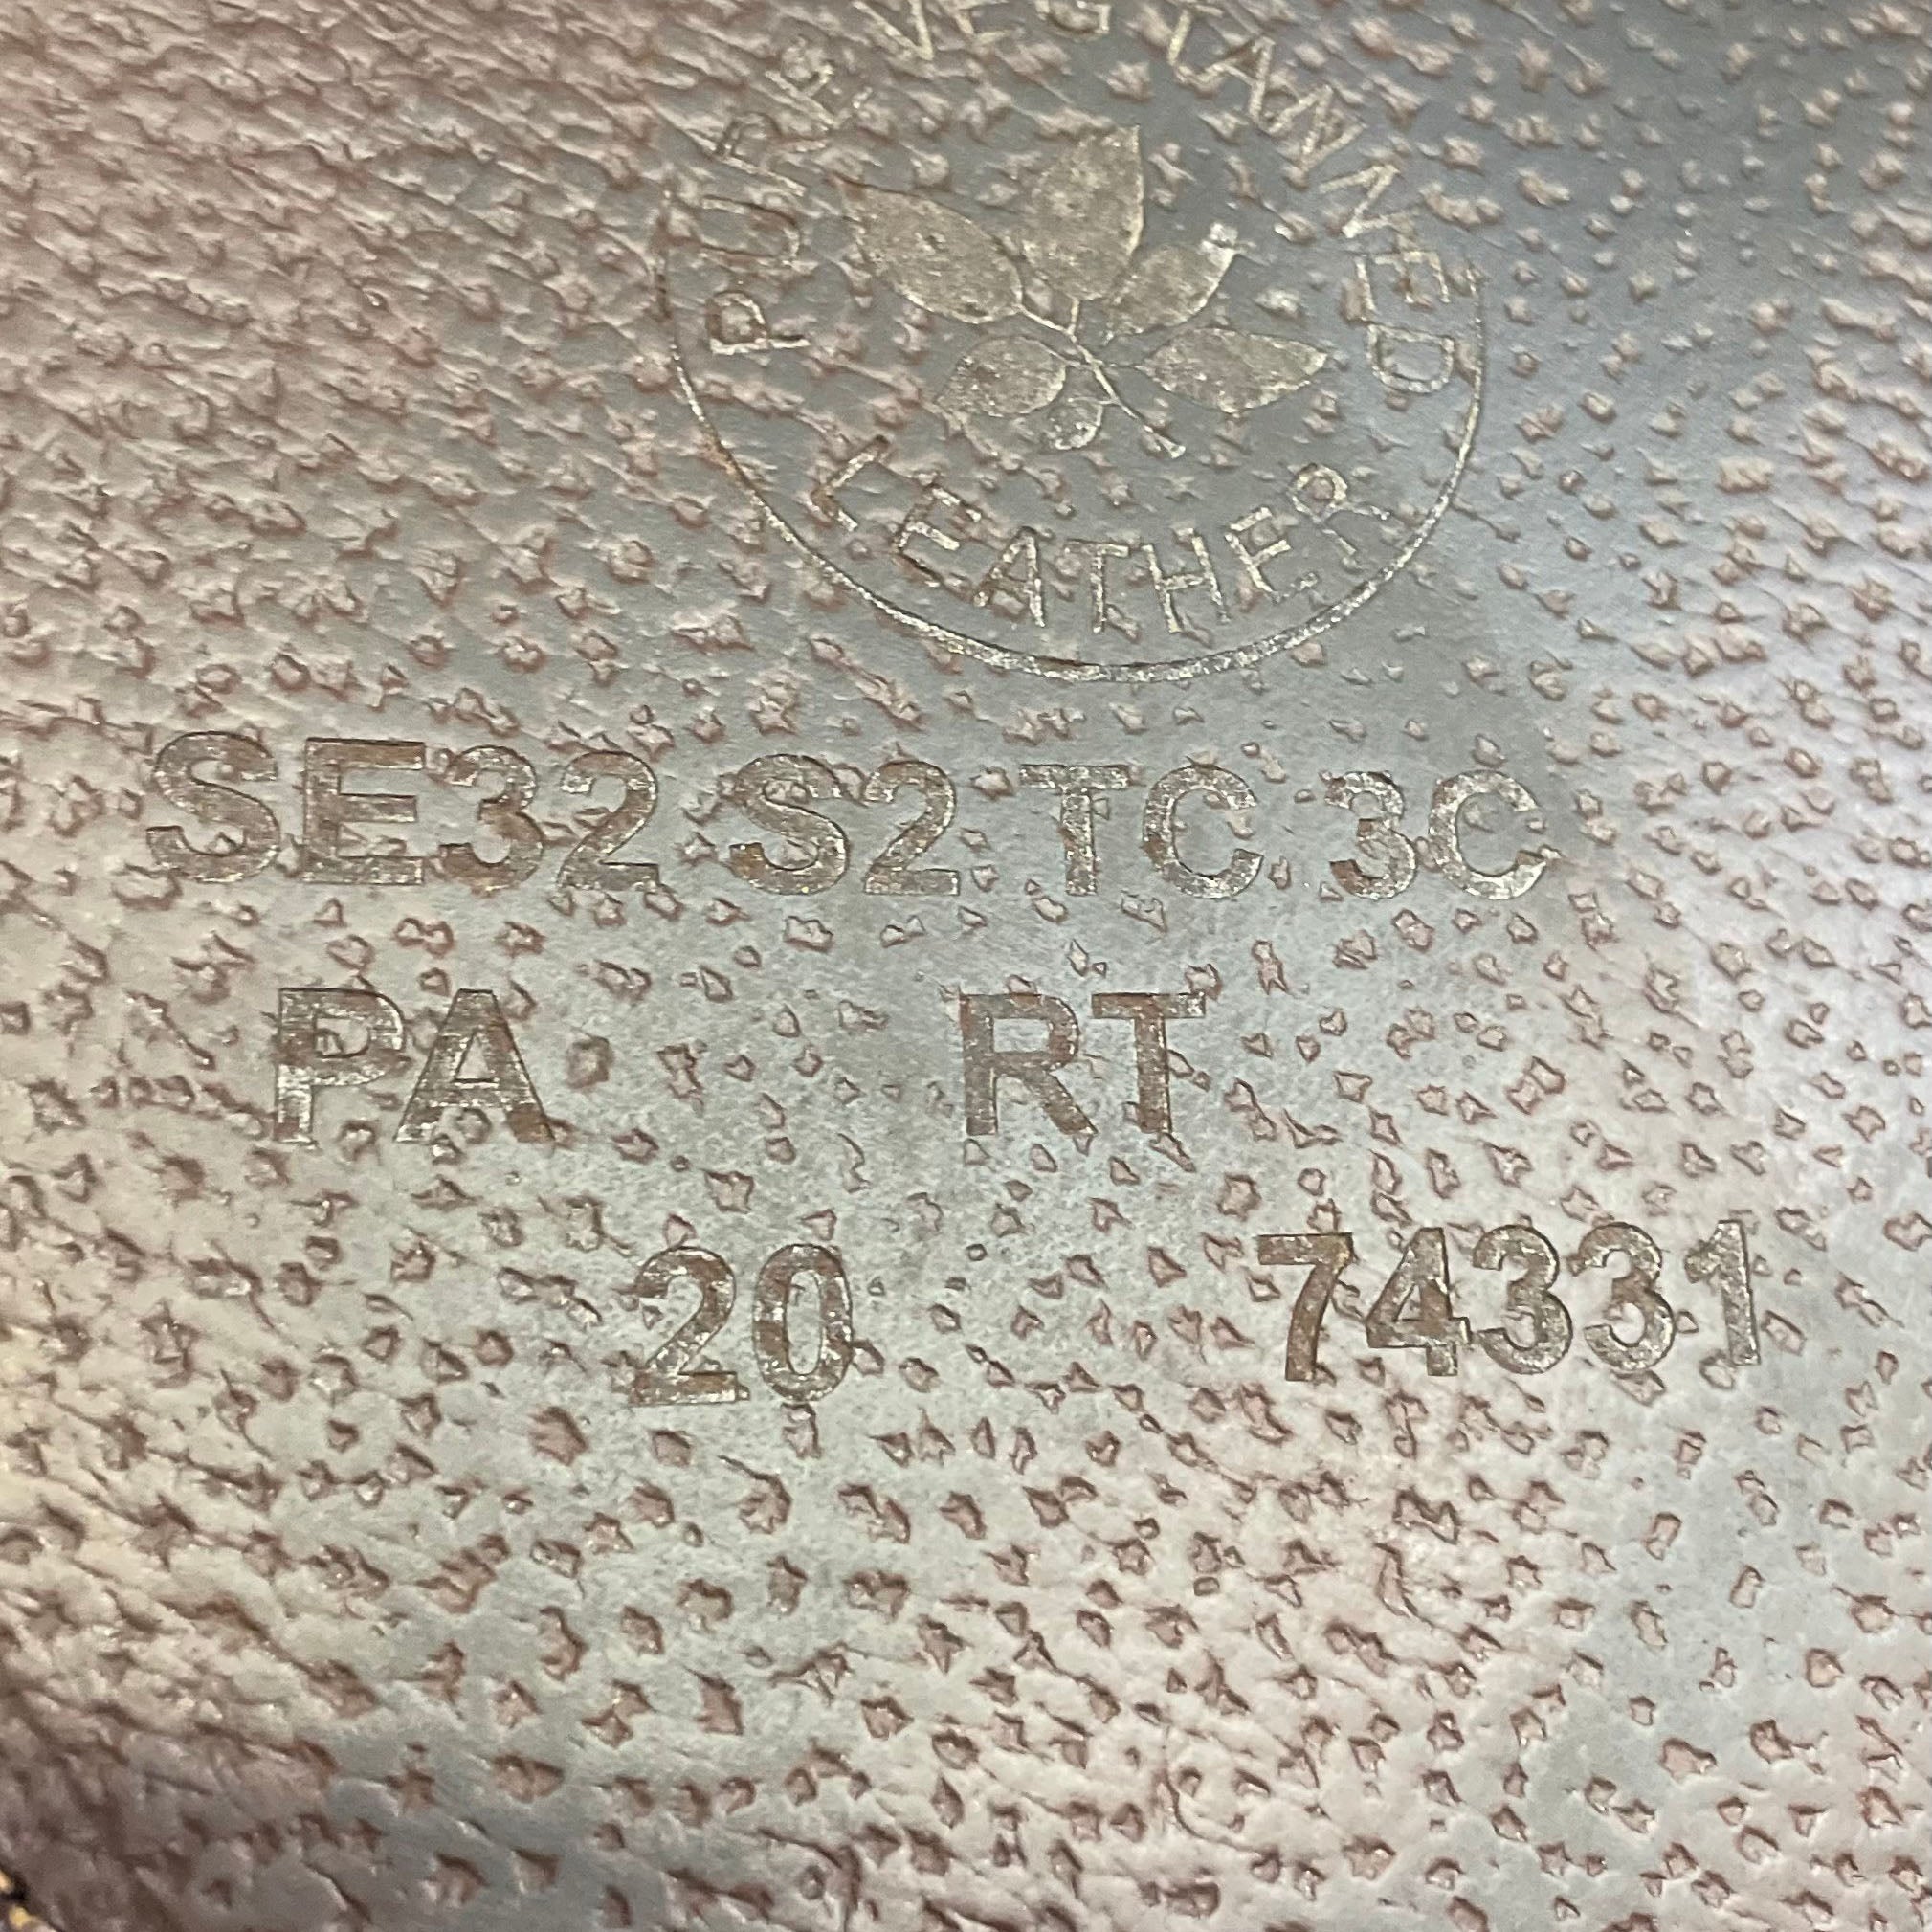 PURE VEG TANNED
LEATHER
SE32 S2 TC 3C
PA RT
20 74331